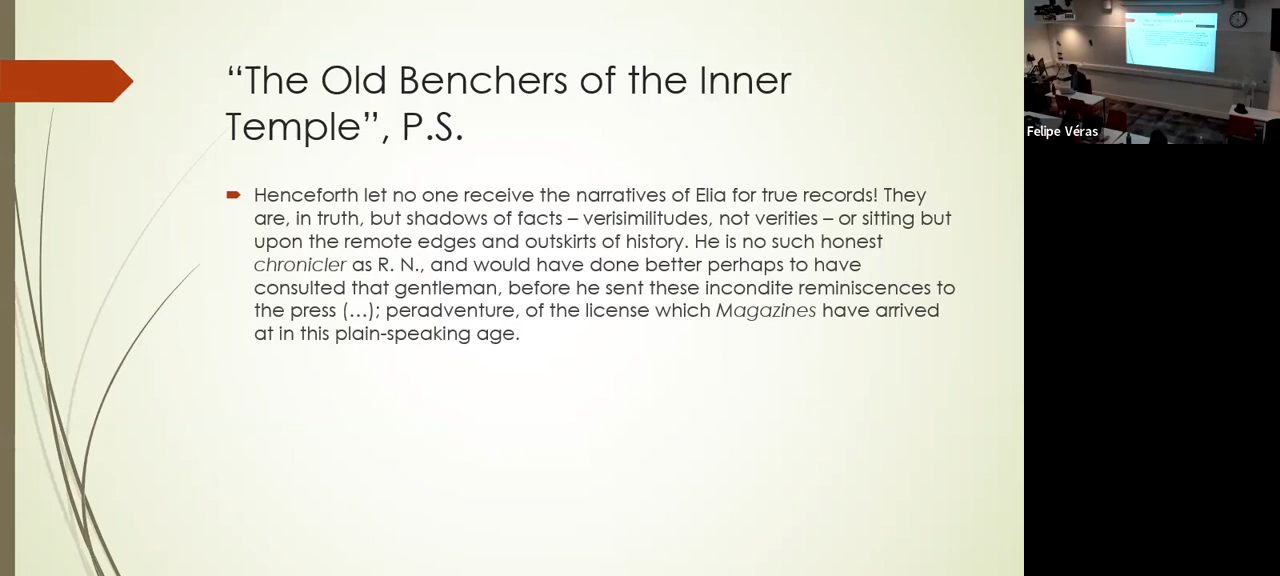 “The Old Benchers of the Inner
Temple”, P.S.
Henceforth let no one receive the narratives of Elia for true records! They
are, in truth, but shadows of facts – verisimilitudes, not verities – or sitting but
upon the remote edges and outskirts of history. He is no such honest
chronicler as R. N., and would have done better perhaps to have
consulted that gentleman, before he sent these incondite reminiscences to
the press (…); peradventure, of the license which Magazines have arrived
at in this plain-speaking age.
Felipe Véras